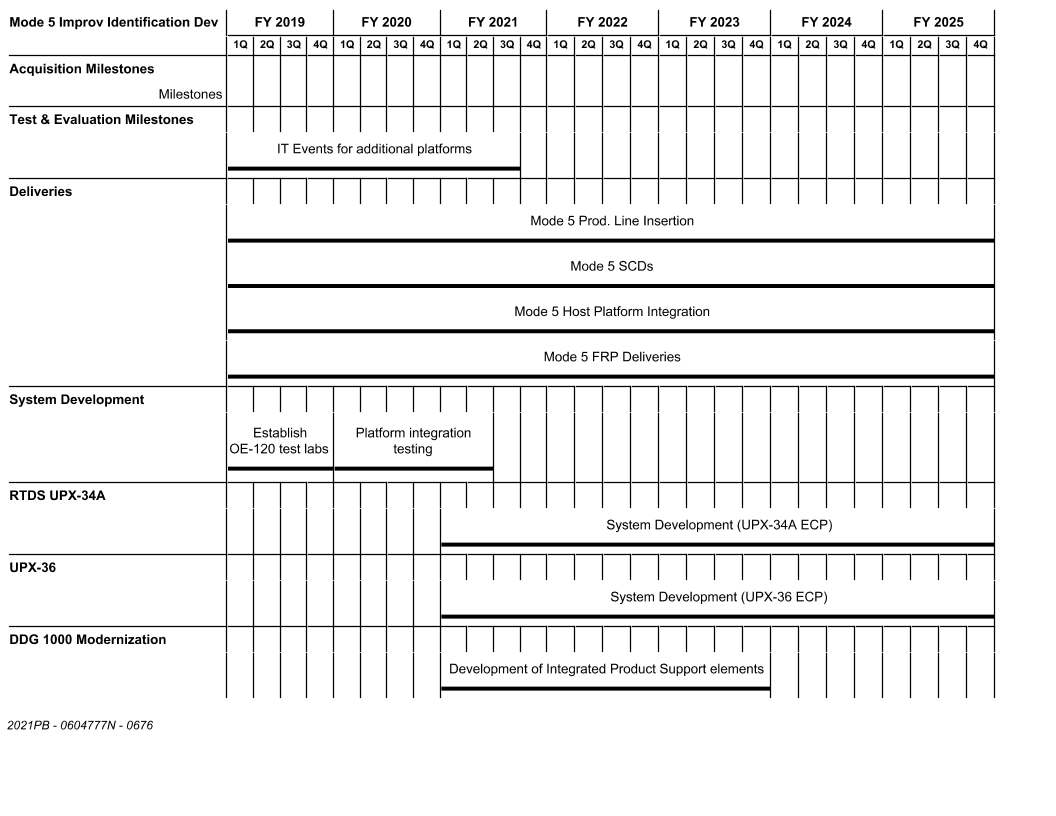 Mode 5 Improv Identification Dev FY 2019 FY 2020 FY 2021 FY 2022 FY 2023 FY 2024 FY 2025
1Q 2Q 3Q 4Q 1Q 2Q 3Q 4Q 1Q 2Q 3Q 4Q 1Q 2Q 3Q 4Q 1Q 2Q 3Q 4Q 1Q 2Q 3Q 4Q 1Q 2Q 3Q 4Q
Acquisition Milestones
Milestones
Test & Evaluation Milestones
IT Events for additional platforms
Deliveries
Mode 5 Prod. Line Insertion
Mode 5 SCDs
Mode 5 Host Platform Integration
Mode 5 FRP Deliveries
System Development
Establish
OE-120 test labs
Platform integration
testing
RTDS UPX-34A
System Development (UPX-34A ECP)
UPX-36
System Development (UPX-36 ECP)
DDG 1000 Modernization
Development of Integrated Product Support elements
2021PB - 0604777N - 0676